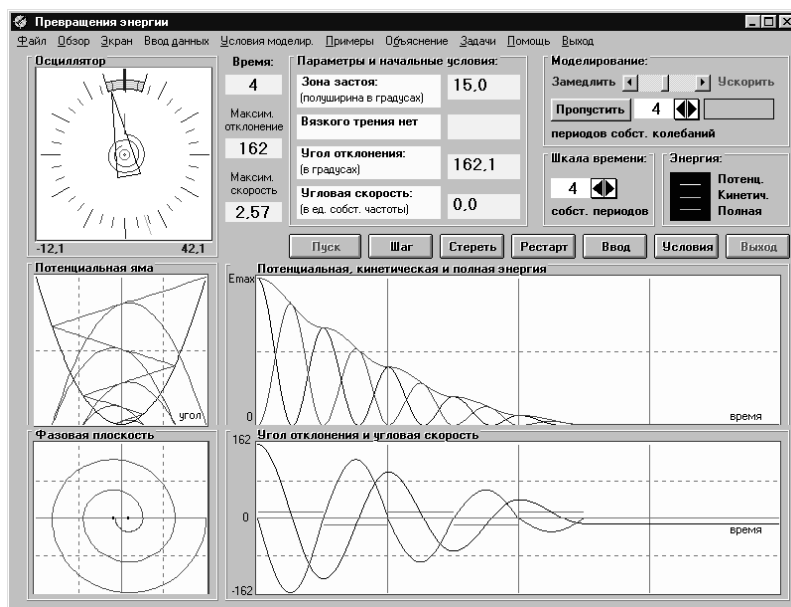 Превращения энергии
Файл Обзор Экран Ввод данных Условия моделир. Примеры Объяснение Задачи Помощь Выход
Осциллятор
-12,1 42,1
Время:
4
Максим.
отклонение
162
Максим.
скорость
2,57
Параметры и начальные условия:
Зона застоя:
(полуширина в градусах)
15,0
Вязкого трения нет
Угол отклонения:
(в градусах)
162,1
Угловая скорость:
(в ед. собст. частоты)
0,0
Моделирование:
Замедлить Ускорить
Пропустить 4
периодов собст. колебаний
Шкала времени:
4
собст. периодов
Энергия:
Потенц.
Кинетич.
Полная
Пуск Шаг Стереть Рестарт Ввод Условия Выход
Потенциальная яма
угол
Потенциальная, кинетическая и полная энергия
Emax
0
время
Фазовая плоскость
Угол отклонения и угловая скорость
162
0
-162
время